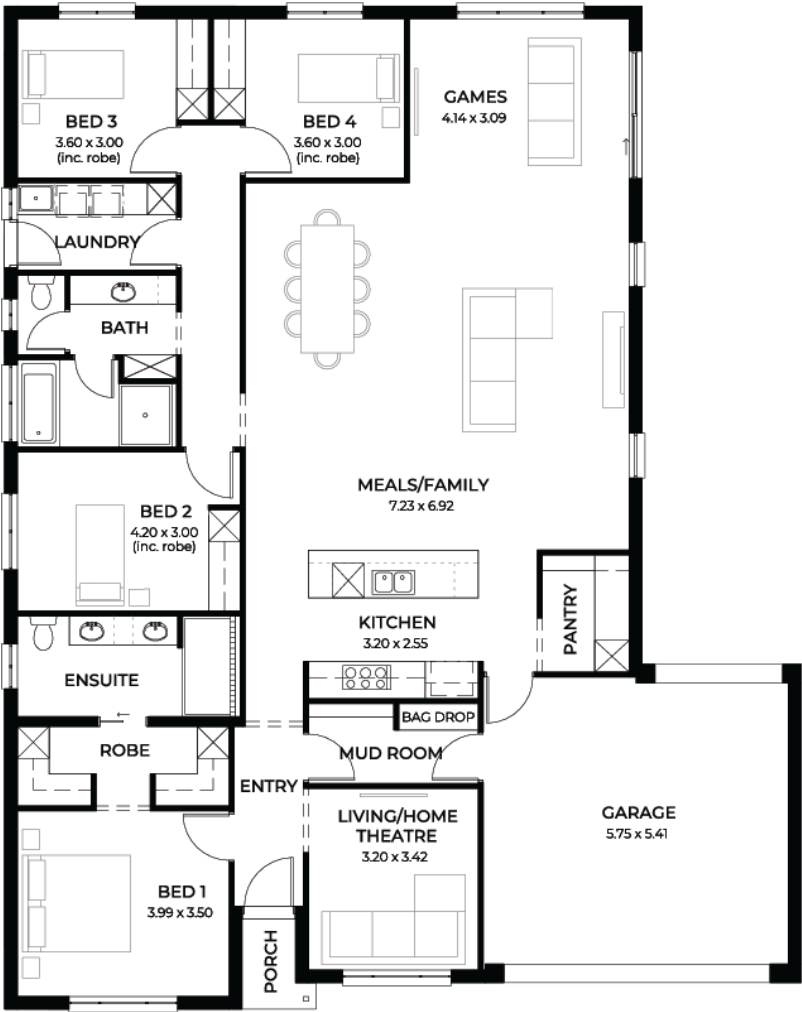 BED 3
3.60 x 3.00
(inc. robe)
BED 4
3.60 x 3.00
(inc. robe)
GAMES
4.14 x 3.09
LAUNDRY
BATH
MEALS/FAMILY
7.23 x 6.92
BED 2
4.20 x 3.00
(inc. robe)
KITCHEN
3.20 x 2.55
PANTRY
ENSUITE
BAG DROP
ROBE
MUD ROOM
ENTRY
LIVING/HOME
THEATRE
3.20 x 3.42
GARAGE
5.75 x 5.41
BED 1
3.99 x 3.50
PORCH